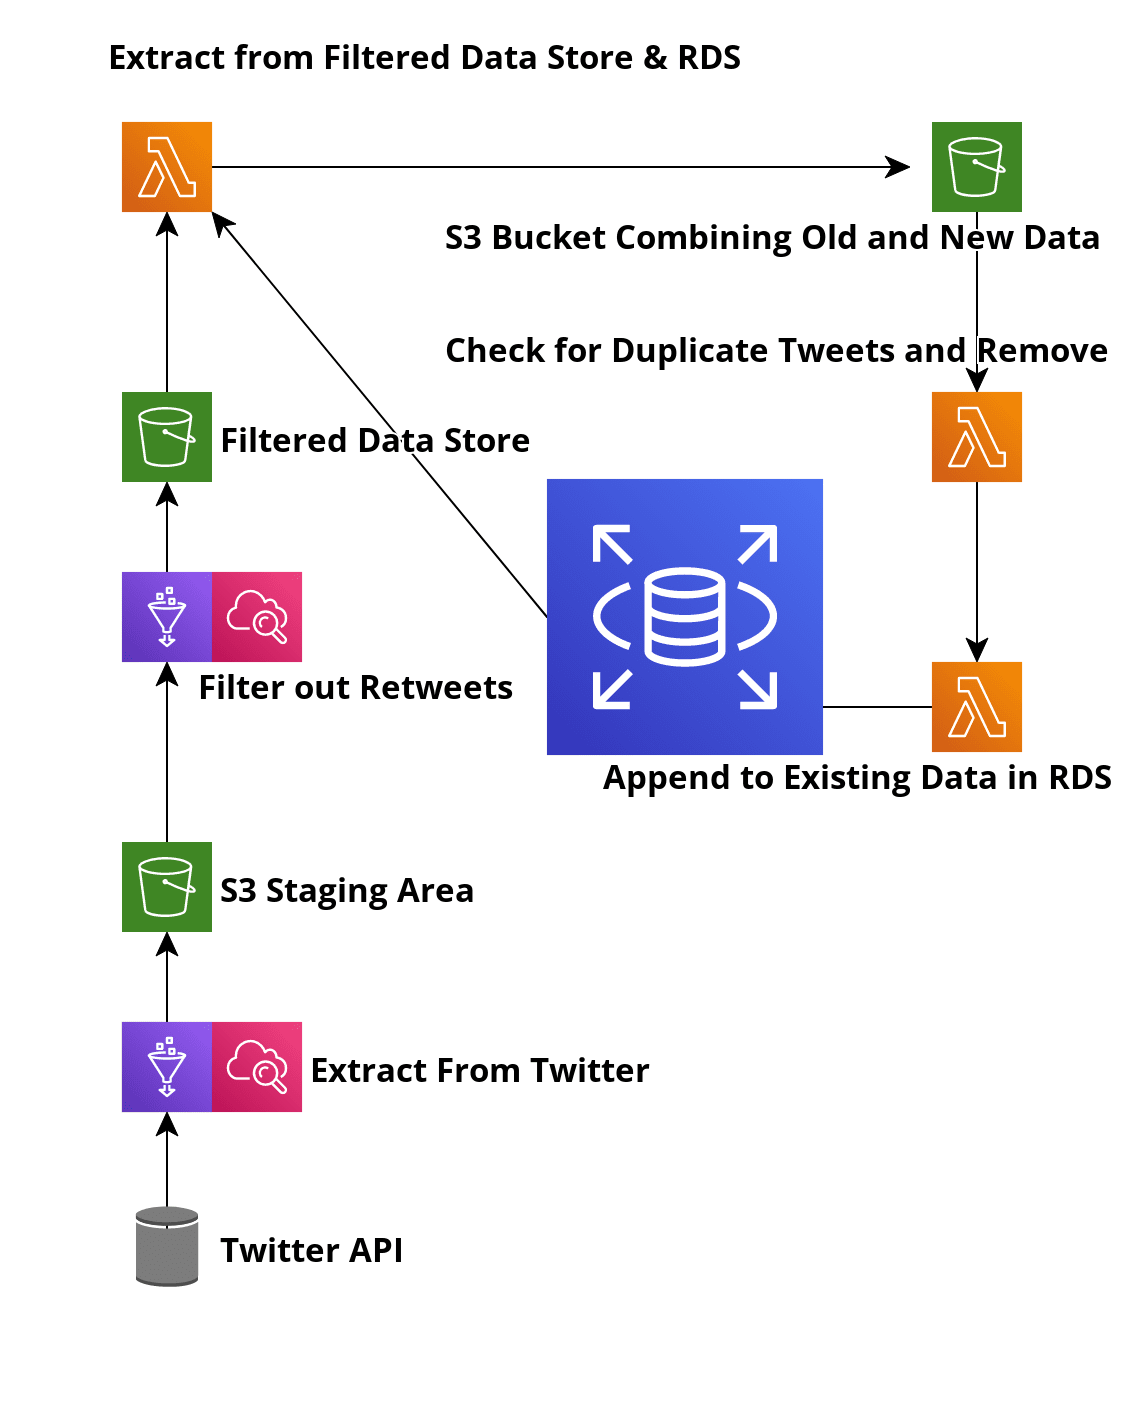 Extract from Filtered Data Store & RDS
S3 Bucket Combining Old and New Data
Check for Duplicate Tweets and Remove
Filtered Data Store
Filter out Retweets
Append to Existing Data in RDS
S3 Staging Area
Extract From Twitter
Twitter API